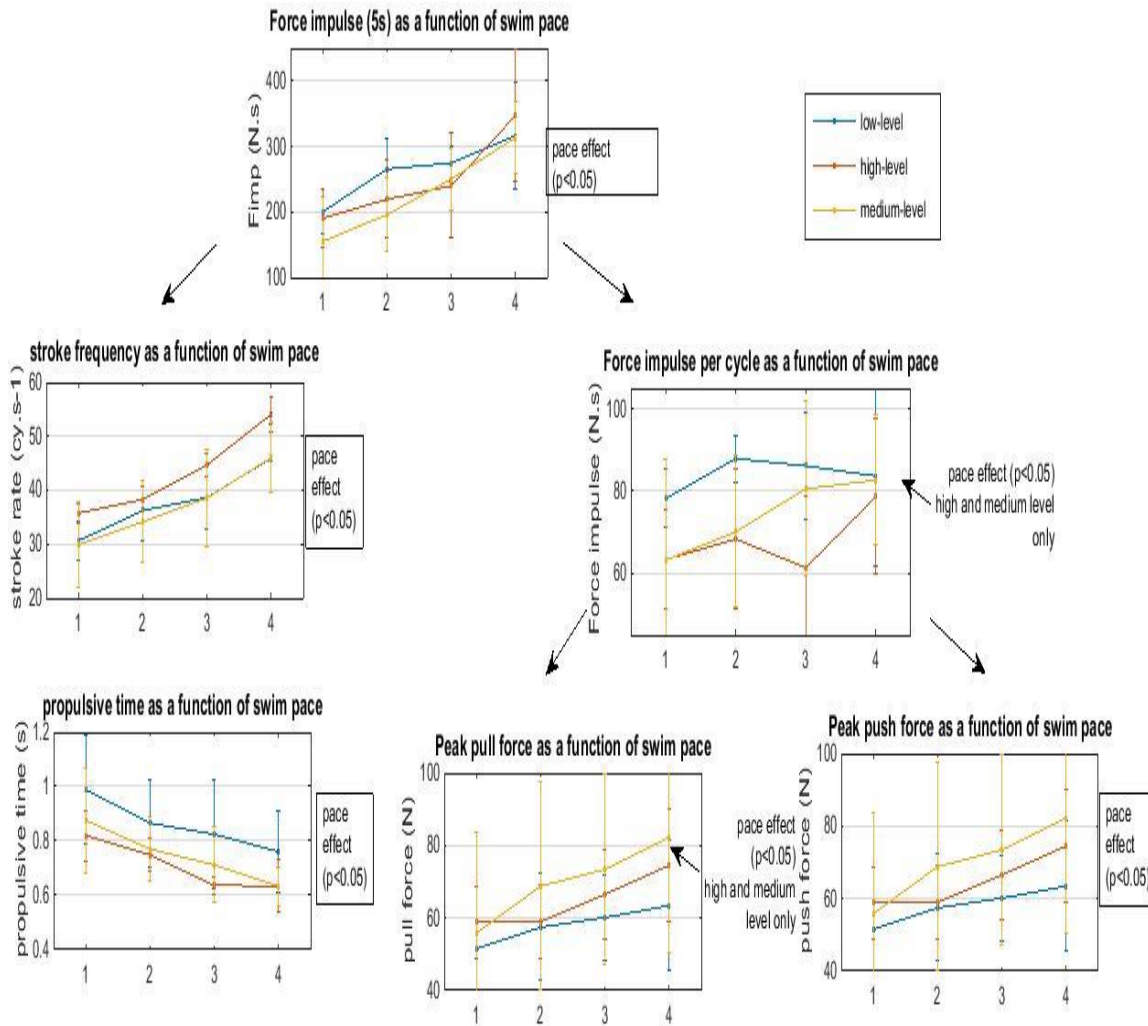 Force impulse (5s) as a function of swim pace
Fimp (N.s)
400
300
200
100
1 2 3 4
pace effect
(p<0.05)
low-level
high-level
medium-level
stroke frequency as a function of swim pace
stroke rate (cy.s-1)
60
50
40
30
20
1 2 3 4
pace
effect
(p<0.05)
Force impulse per cycle as a function of swim pace
Force impulse (N.s)
100
80
60
1 2 3 4
pace effect (p<0.05)
high and medium level
only
propulsive time as a function of swim pace
propulsive time (s)
1.2
1
0.8
0.6
0.4
1 2 3 4
pace
effect
(p<0.05)
Peak pull force as a function of swim pace
pull force (N)
100
80
60
40
1 2 3 4
pace effect
(p<0.05)
high and medium
level only
Peak push force as a function of swim pace
push force (N)
100
80
60
40
1 2 3 4
pace
effect
(p<0.05)